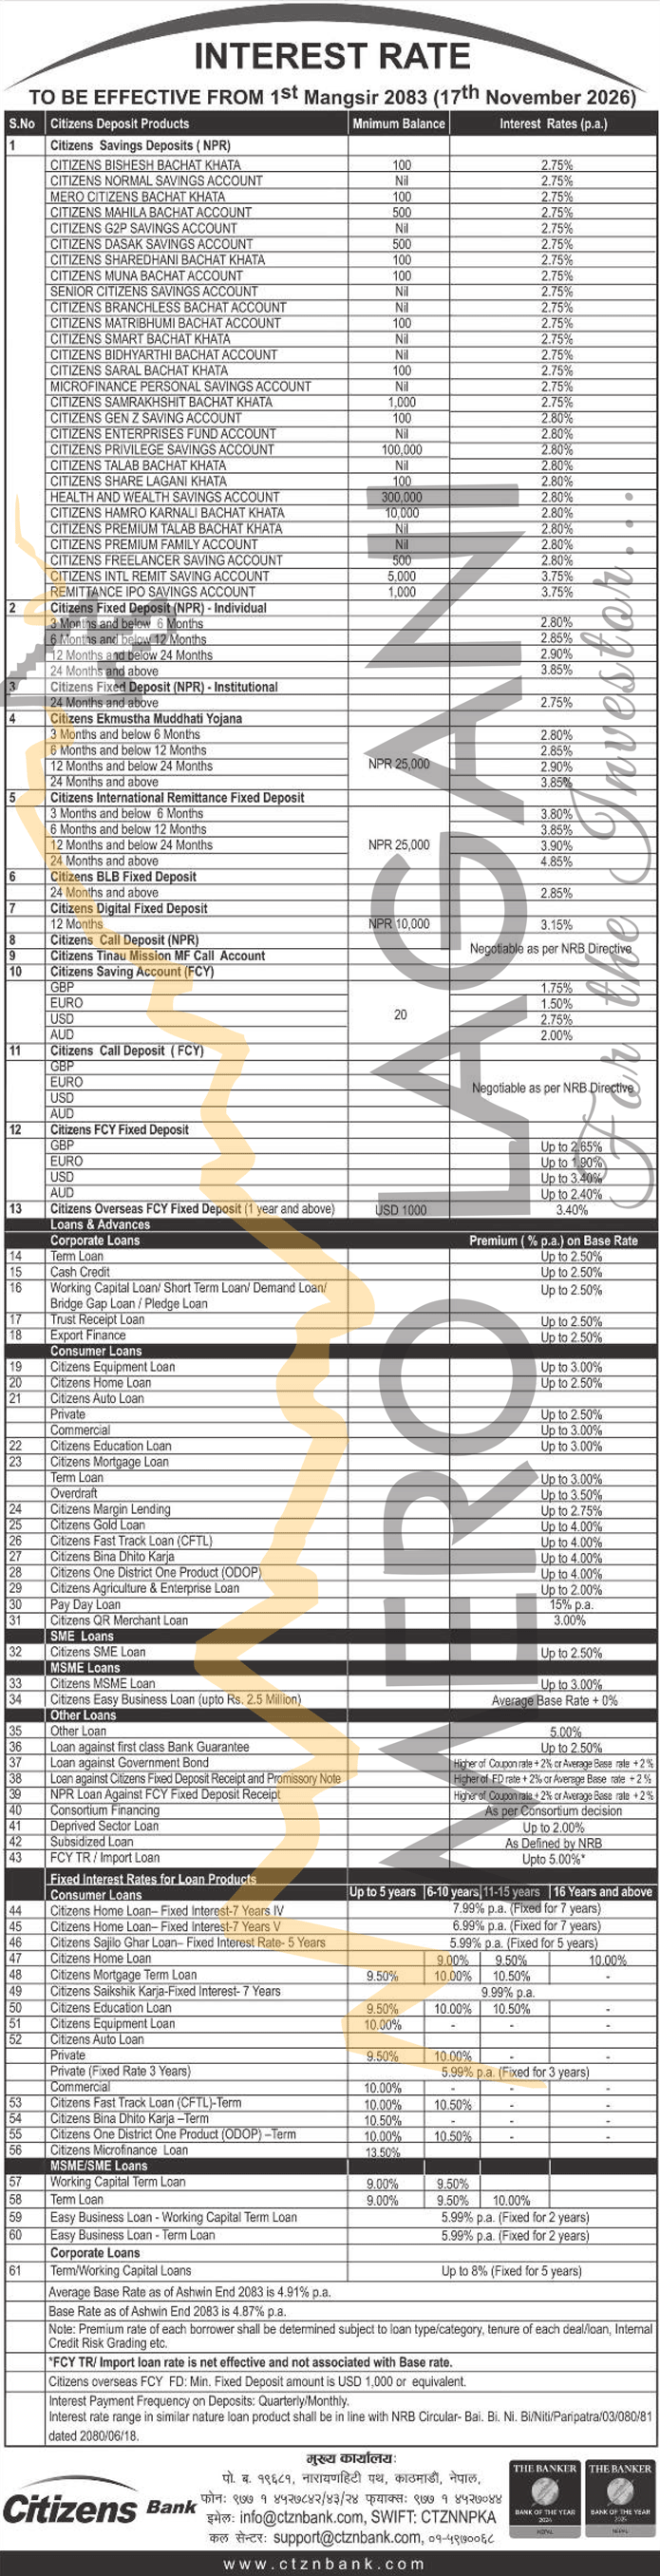 INTEREST RATE
TO BE EFFECTIVE FROM 1st Mangsir 2083 (17th November 2026)
S.No Citizens Deposit Products Mnimum Balance Interest Rates (p.a.)
1 Citizens Savings Deposits ( NPR)
CITIZENS BISHESH BACHAT KHATA 100 2.75%
CITIZENS NORMAL SAVINGS ACCOUNT Nil 2.75%
MERO CITIZENS BACHAT KHATA 100 2.75%
CITIZENS MAHILA BACHAT ACCOUNT 500 2.75%
CITIZENS G2P SAVINGS ACCOUNT Nil 2.75%
CITIZENS DASAK SAVINGS ACCOUNT 500 2.75%
CITIZENS SHAREDHANI BACHAT KHATA 100 2.75%
CITIZENS MUNA BACHAT ACCOUNT 100 2.75%
SENIOR CITIZENS SAVINGS ACCOUNT Nil 2.75%
CITIZENS BRANCHLESS BACHAT ACCOUNT Nil 2.75%
CITIZENS MATRIBHUMI BACHAT ACCOUNT 100 2.75%
CITIZENS SMART BACHAT KHATA Nil 2.75%
CITIZENS BIDHYARTHI BACHAT ACCOUNT Nil 2.75%
CITIZENS SARAL BACHAT KHATA 100 2.75%
MICROFINANCE PERSONAL SAVINGS ACCOUNT Nil 2.75%
CITIZENS SAMRAKHSHIT BACHAT KHATA 1,000 2.75%
CITIZENS GEN Z SAVING ACCOUNT 100 2.80%
CITIZENS ENTERPRISES FUND ACCOUNT Nil 2.80%
CITIZENS PRIVILEGE SAVINGS ACCOUNT 100,000 2.80%
CITIZENS TALAB BACHAT KHATA Nil 2.80%
CITIZENS SHARE LAGANI KHATA 100 2.80%
HEALTH AND WEALTH SAVINGS ACCOUNT 300,000 2.80%
CITIZENS HAMRO KARNALI BACHAT KHATA 10,000 2.80%
CITIZENS PREMIUM TALAB BACHAT KHATA Nil 2.80%
CITIZENS PREMIUM FAMILY ACCOUNT Nil 2.80%
CITIZENS FREELANCER SAVING ACCOUNT 500 2.80%
CITIZENS INTL REMIT SAVING ACCOUNT 5,000 3.75%
REMITTANCE IPO SAVINGS ACCOUNT 1,000 3.75%
2 Citizens Fixed Deposit (NPR) - Individual
3 Months and below 6 Months 2.80%
6 Months and below 12 Months 2.85%
12 Months and below 24 Months 2.90%
24 Months and above 3.85%
3 Citizens Fixed Deposit (NPR) - Institutional
24 Months and above 2.75%
4 Citizens Ekmustha Muddhati Yojana
3 Months and below 6 Months 2.80%
6 Months and below 12 Months 2.85%
12 Months and below 24 Months NPR 25,000 2.90%
24 Months and above 3.85%
5 Citizens International Remittance Fixed Deposit
3 Months and below 6 Months 3.80%
6 Months and below 12 Months 3.85%
12 Months and below 24 Months NPR 25,000 3.90%
24 Months and above 4.85%
6 Citizens BLB Fixed Deposit
24 Months and above 2.85%
7 Citizens Digital Fixed Deposit
12 Months NPR 10,000 3.15%
8 Citizens Call Deposit (NPR)
Negotiable as per NRB Directive
9 Citizens Tinau Mission MF Call Account
10 Citizens Saving Account (FCY)
GBP 1.75%
EURO 1.50%
20
USD 2.75%
AUD 2.00%
11 Citizens Call Deposit ( FCY)
GBP
EURO
Negotiable as per NRB Directive
USD
AUD
12 Citizens FCY Fixed Deposit
GBP Up to 2.65%
EURO Up to 1.90%
USD Up to 3.40%
AUD Up to 2.40%
13 Citizens Overseas FCY Fixed Deposit (1 year and above) USD 1000 3.40%
Loans & Advances
Corporate Loans Premium ( % p.a.) on Base Rate
14 Term Loan Up to 2.50%
15 Cash Credit Up to 2.50%
16 Working Capital Loan/ Short Term Loan/ Demand Loan/ Up to 2.50%
Bridge Gap Loan / Pledge Loan
17 Trust Receipt Loan Up to 2.50%
18 Export Finance Up to 2.50%
Consumer Loans
19 Citizens Equipment Loan Up to 3.00%
20 Citizens Home Loan Up to 2.50%
21 Citizens Auto Loan
Private Up to 2.50%
Commercial Up to 3.00%
22 Citizens Education Loan Up to 3.00%
23 Citizens Mortgage Loan
Term Loan Up to 3.00%
Overdraft Up to 3.50%
24 Citizens Margin Lending Up to 2.75%
25 Citizens Gold Loan Up to 4.00%
26 Citizens Fast Track Loan (CFTL) Up to 4.00%
27 Citizens Bina Dhito Karja Up to 4.00%
28 Citizens One District One Product (ODOP) Up to 4.00%
29 Citizens Agriculture & Enterprise Loan Up to 2.00%
30 Pay Day Loan 15% p.a.
31 Citizens QR Merchant Loan 3.00%
SME Loans
32 Citizens SME Loan Up to 2.50%
MSME Loans
33 Citizens MSME Loan Up to 3.00%
34 Citizens Easy Business Loan (upto Rs. 2.5 Million) Average Base Rate + 0%
Other Loans
35 Other Loan 5.00%
36 Loan against first class Bank Guarantee Up to 2.50%
37 Loan against Government Bond Higher of Coupon rate + 2% or Average Base rate + 2 %
38 Loan against Citizens Fixed Deposit Receipt and Promissory Note Higher of FD rate + 2% or Average Base rate + 2 %
39 NPR Loan Against FCY Fixed Deposit Receipt Higher of Coupon rate + 2% or Average Base rate + 2 %
40 Consortium Financing As per Consortium decision
41 Deprived Sector Loan Up to 2.00%
42 Subsidized Loan As Defined by NRB
43 FCY TR / Import Loan Upto 5.00%*
Fixed Interest Rates for Loan Products
Consumer Loans Up to 5 years 6-10 years 11-15 years 16 Years and above
44 Citizens Home Loan– Fixed Interest-7 Years IV 7.99% p.a. (Fixed for 7 years)
45 Citizens Home Loan– Fixed Interest-7 Years V 6.99% p.a. (Fixed for 7 years)
46 Citizens Sajilo Ghar Loan– Fixed Interest Rate- 5 Years 5.99% p.a. (Fixed for 5 years)
47 Citizens Home Loan 9.00% 9.50% 10.00%
48 Citizens Mortgage Term Loan 9.50% 10.00% 10.50% -
49 Citizens Saikshik Karja-Fixed Interest- 7 Years 9.99% p.a.
50 Citizens Education Loan 9.50% 10.00% 10.50% -
51 Citizens Equipment Loan 10.00% - - -
52 Citizens Auto Loan
Private 9.50% 10.00% - -
Private (Fixed Rate 3 Years) 5.99% p.a. (Fixed for 3 years)
Commercial 10.00% - - -
53 Citizens Fast Track Loan (CFTL)-Term 10.00% 10.50% - -
54 Citizens Bina Dhito Karja –Term 10.50% - - -
55 Citizens One District One Product (ODOP) –Term 10.00% 10.50% - -
56 Citizens Microfinance Loan 13.50%
MSME/SME Loans
57 Working Capital Term Loan 9.00% 9.50%
58 Term Loan 9.00% 9.50% 10.00%
59 Easy Business Loan - Working Capital Term Loan 5.99% p.a. (Fixed for 2 years)
60 Easy Business Loan - Term Loan 5.99% p.a. (Fixed for 2 years)
Corporate Loans
61 Term/Working Capital Loans Up to 8% (Fixed for 5 years)
Average Base Rate as of Ashwin End 2083 is 4.91% p.a.
Base Rate as of Ashwin End 2083 is 4.87% p.a.
Note: Premium rate of each borrower shall be determined subject to loan type/category, tenure of each deal/loan, Internal
Credit Risk Grading etc.
*FCY TR/ Import loan rate is net effective and not associated with Base rate.
Citizens overseas FCY FD: Min. Fixed Deposit amount is USD 1,000 or equivalent.
Interest Payment Frequency on Deposits: Quarterly/Monthly.
Interest rate range in similar nature loan product shall be in line with NRB Circular- Bai. Bi. Ni. Bi/Niti/Paripatra/03/080/81
dated 2080/06/18.
MERO LAGANI
For the Investor...
मुख्य कार्यालय:
पो. ब. १९६८१, नारायणहिटी पथ, काठमाडौं, नेपाल,
फोन: ९७७ १ ४५२७८४२/४३/२४ फ्याक्स: ९७७ १ ४५२७०४४
इमेल: info@ctznbank.com, SWIFT: CTZNNPKA
कल सेन्टर: support@ctznbank.com, ०१-५९७००६८
Citizens Bank
THE BANKER THE BANKER
BANK OF THE YEAR BANK OF THE YEAR
NEPAL NEPAL
www.ctznbank.com